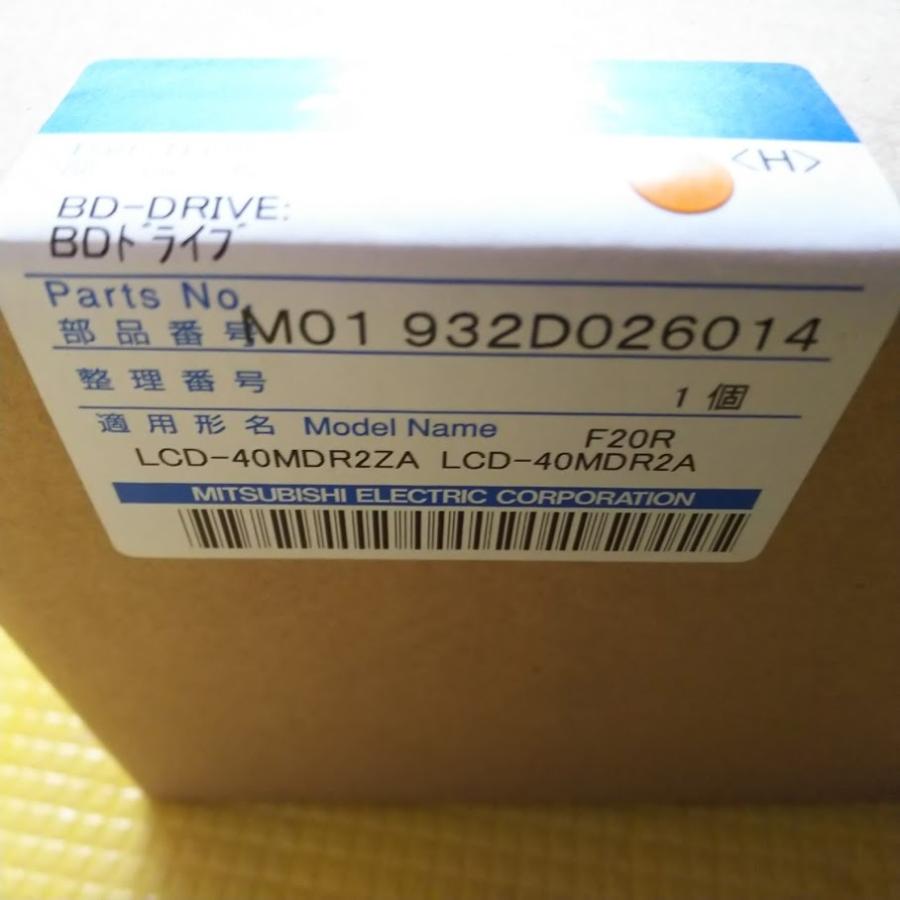 <H>
BD-DRIVE:
BDドライブ
Parts No.
部品番号 M01 932D026014
整理番号 1個
適用形名 Model Name F20R
LCD-40MDR2ZA LCD-40MDR2A
MITSUBISHI ELECTRIC CORPORATION